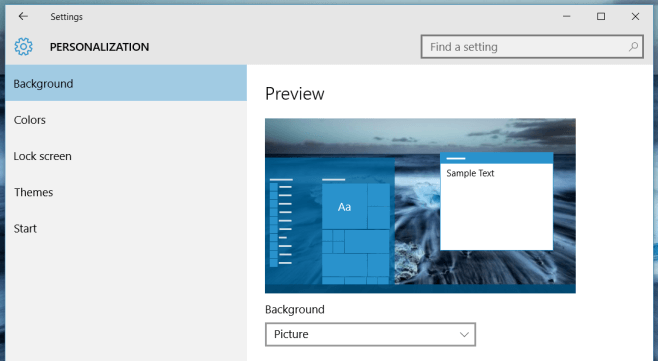 Settings
PERSONALIZATION
Find a setting
Background
Colors
Lock screen
Themes
Start
Preview
Aa
Sample Text
Background
Picture